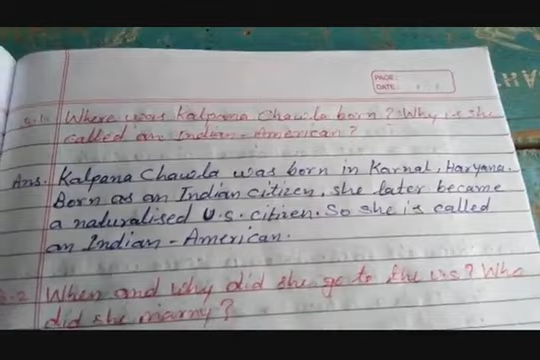 PAGE:
DATE:
Q-1. Where was Kalpana Chawla born? Why is she
called an Indian-American?
Ans. Kalpana Chawla was born in Karnal, Haryana.
Born as an Indian citizen, she later became
a naturalised U.S. citizen. So she is called
an Indian-American.
Q-2 When and why did she go to the US? Who
did she marry?